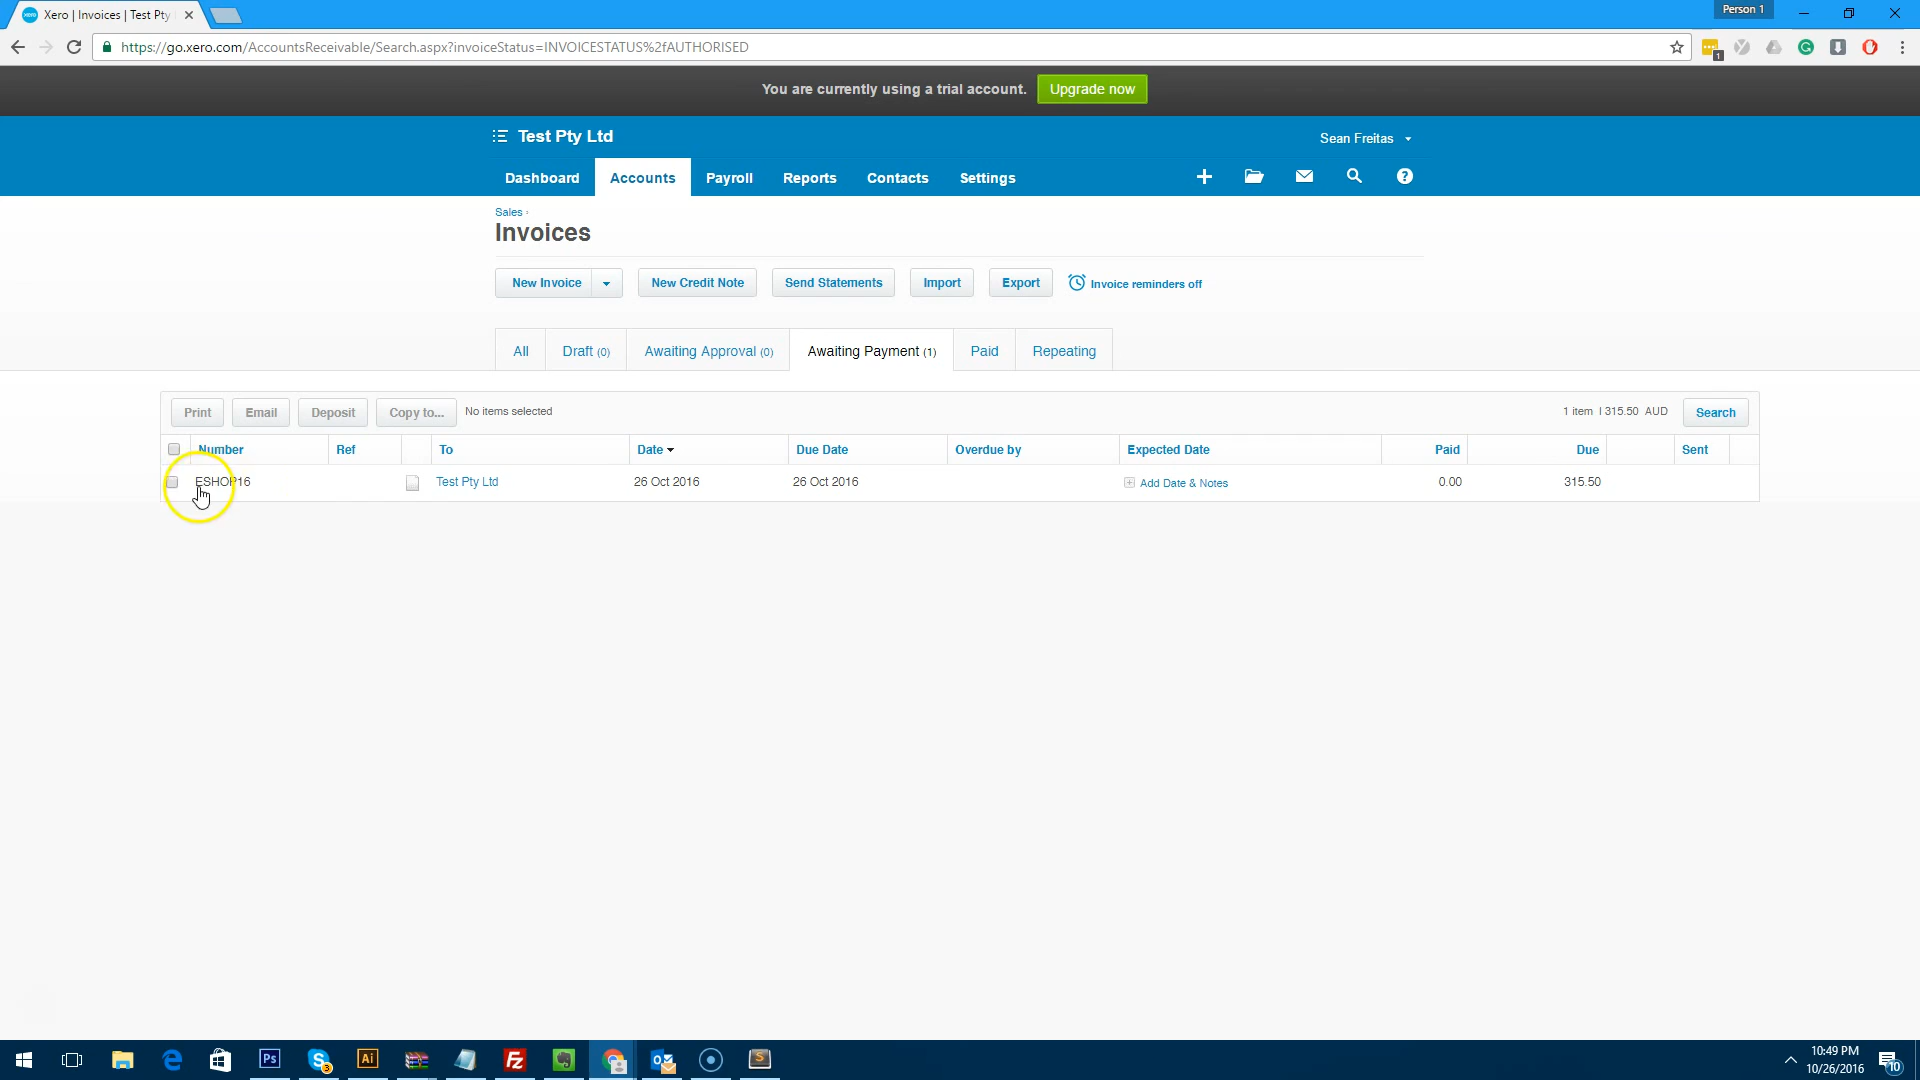 Xero | Invoices | Test Pty
Person 1
https://go.xero.com/AccountsReceivable/Search.aspx?invoiceStatus=INVOICESTATUS%2fAUTHORISED
1
You are currently using a trial account. Upgrade now
Test Pty Ltd
Sean Freitas
Dashboard Accounts Payroll Reports Contacts Settings
Sales ›
Invoices
New Invoice New Credit Note Send Statements Import Export Invoice reminders off
All Draft (0) Awaiting Approval (0) Awaiting Payment (1) Paid Repeating
Print Email Deposit Copy to... No items selected 1 item | 315.50 AUD Search
Number Ref To Date Due Date Overdue by Expected Date Paid Due Sent
ESHOP16 Test Pty Ltd 26 Oct 2016 26 Oct 2016 Add Date & Notes 0.00 315.50
10:49 PM
10/26/2016
10